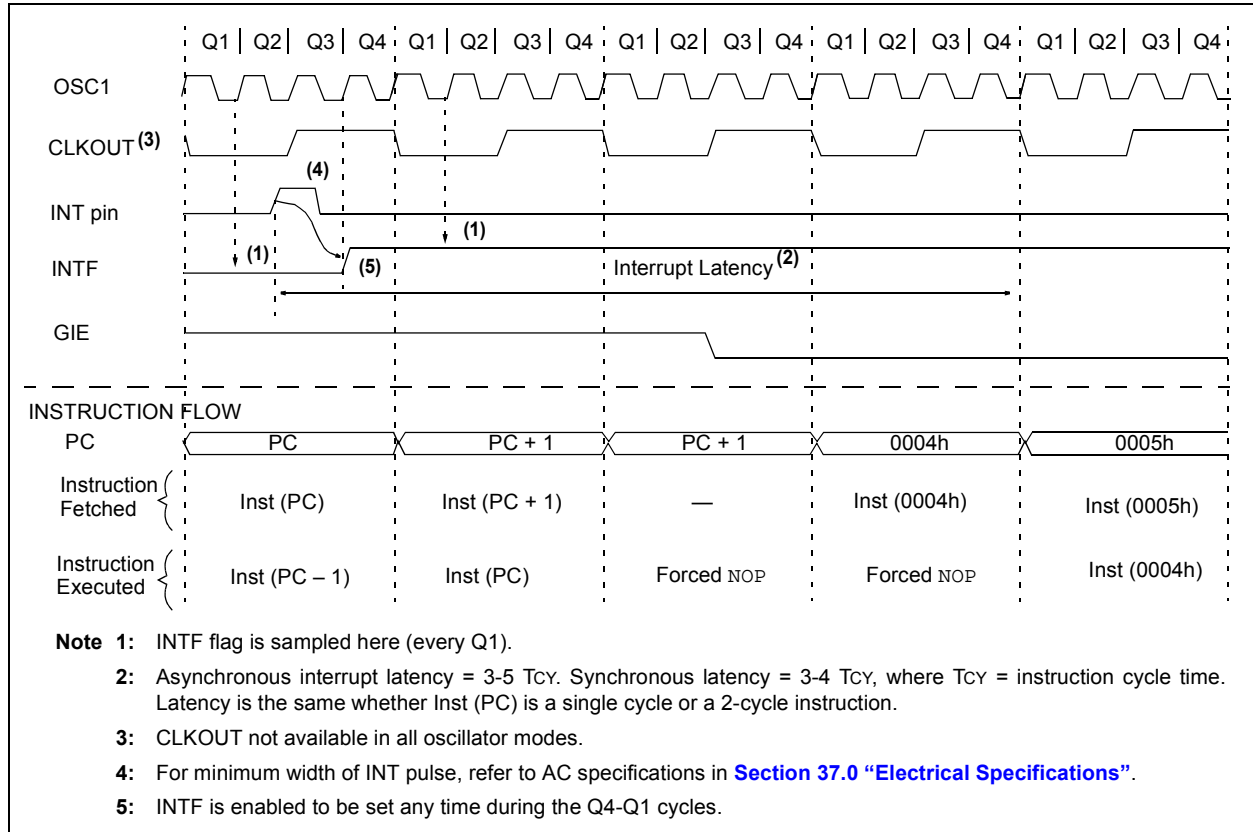 Q1 Q2 Q3 Q4 Q1 Q2 Q3 Q4 Q1 Q2 Q3 Q4 Q1 Q2 Q3 Q4 Q1 Q2 Q3 Q4
OSC1
CLKOUT (3)
(4)
INT pin
(1) (1)
INTF (5) Interrupt Latency (2)
GIE
INSTRUCTION FLOW
PC PC PC + 1 PC + 1 0004h 0005h
Instruction
Fetched
Inst (PC) Inst (PC + 1) — Inst (0004h) Inst (0005h)
Instruction
Executed
Inst (PC – 1) Inst (PC) Forced NOP Forced NOP Inst (0004h)
Note 1: INTF flag is sampled here (every Q1).
2: Asynchronous interrupt latency = 3-5 TCY. Synchronous latency = 3-4 TCY, where TCY = instruction cycle time.
Latency is the same whether Inst (PC) is a single cycle or a 2-cycle instruction.
3: CLKOUT not available in all oscillator modes.
4: For minimum width of INT pulse, refer to AC specifications in Section 37.0 “Electrical Specifications”.
5: INTF is enabled to be set any time during the Q4-Q1 cycles.